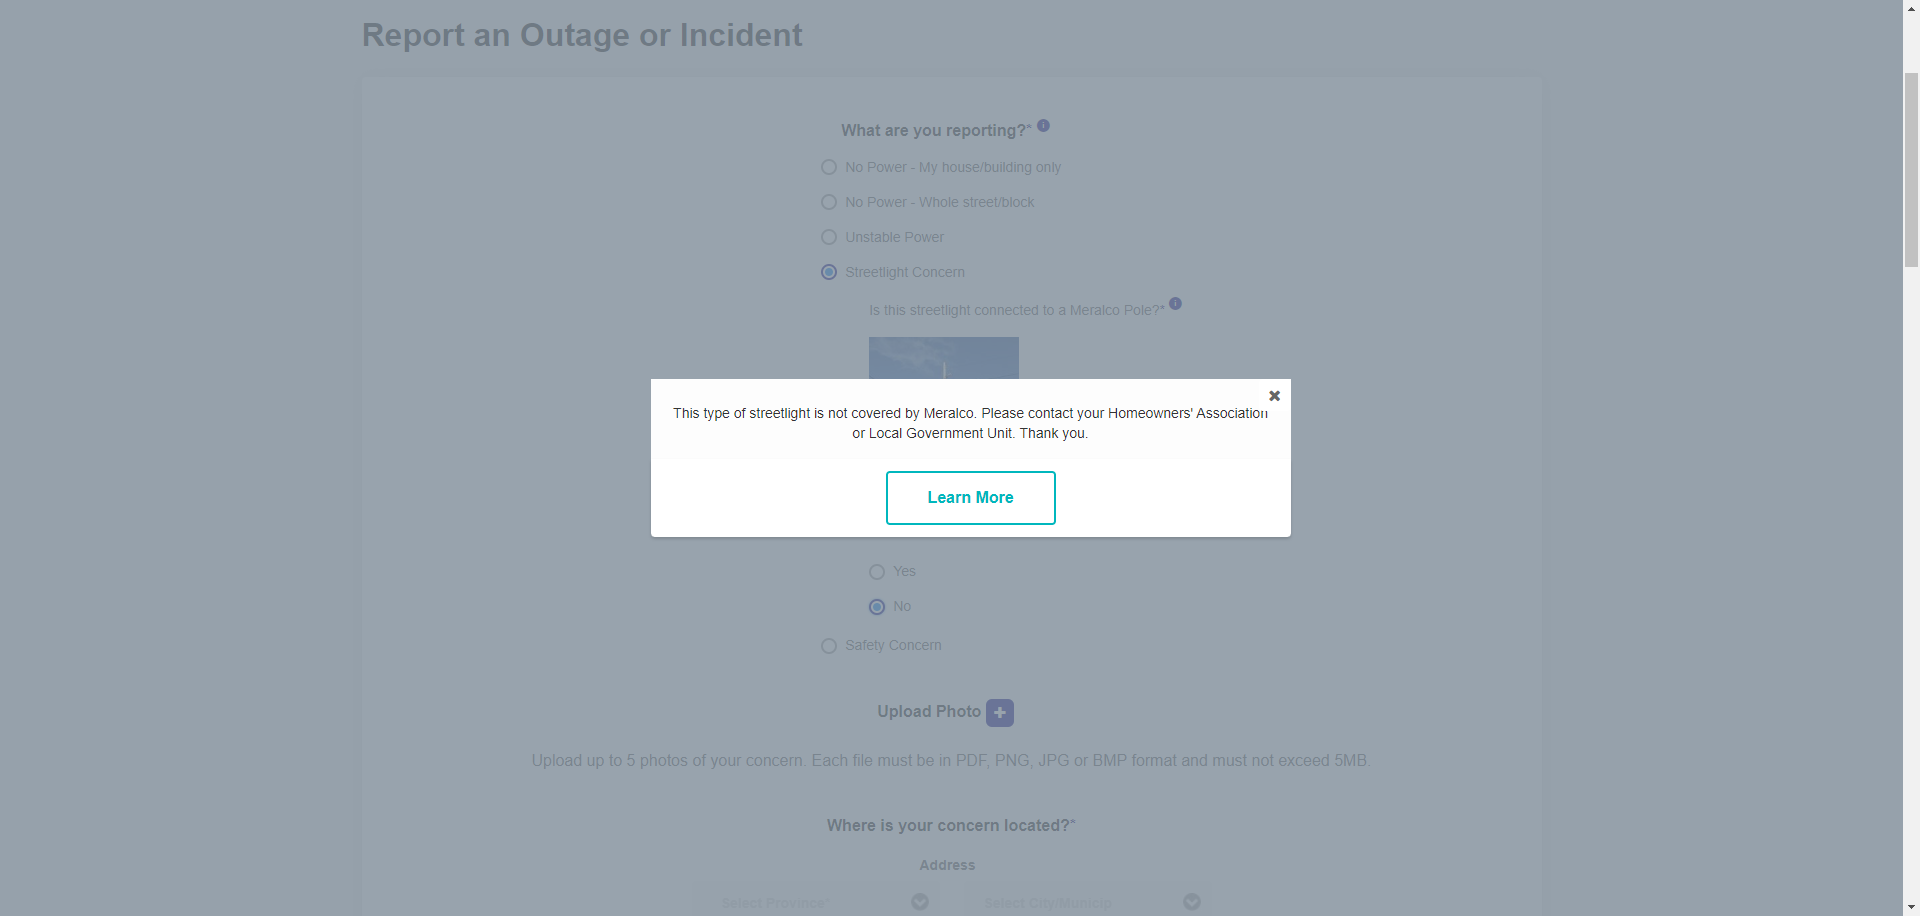 Report an Outage or Incident
What are you reporting?*
No Power - My house/building only
No Power - Whole street/block
Unstable Power
Streetlight Concern
Is this streetlight connected to a Meralco Pole?*
This type of streetlight is not covered by Meralco. Please contact your Homeowners' Association
or Local Government Unit. Thank you.
Learn More
Yes
No
Safety Concern
Upload Photo
Upload up to 5 photos of your concern. Each file must be in PDF, PNG, JPG or BMP format and must not exceed 5MB.
Where is your concern located?*
Address
Select Province* Select City/Municip